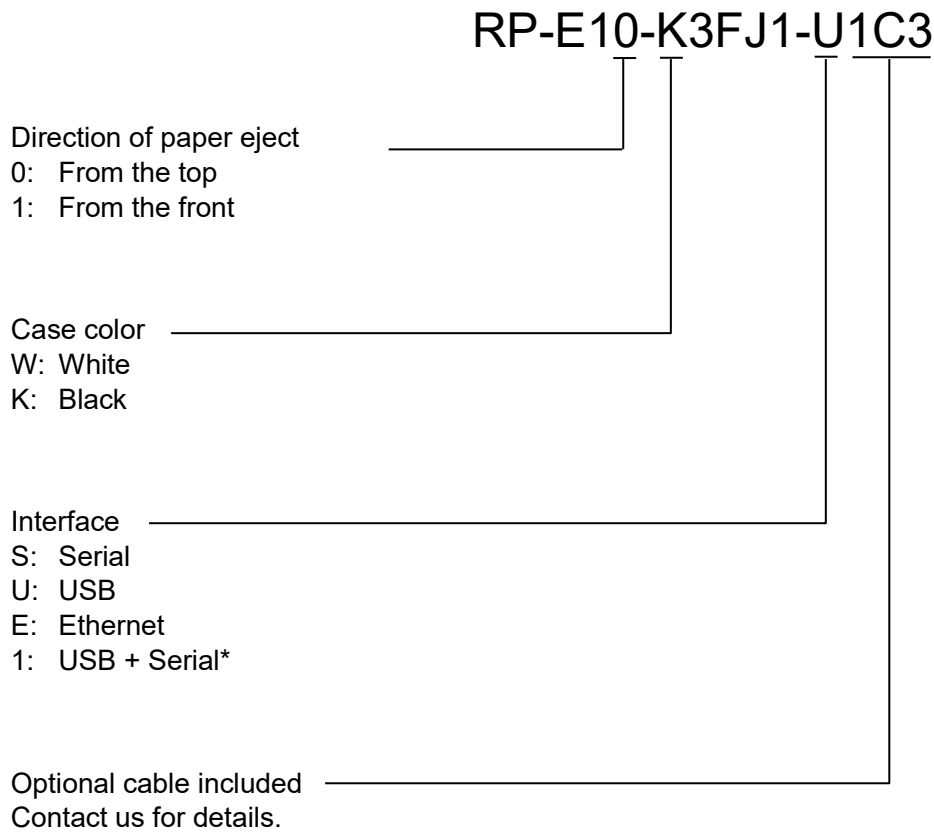 RP-E10-K3FJ1-U1C3
Direction of paper eject
0: From the top
1: From the front
Case color
W: White
K: Black
Interface
S: Serial
U: USB
E: Ethernet
1: USB + Serial*
Optional cable included
Contact us for details.